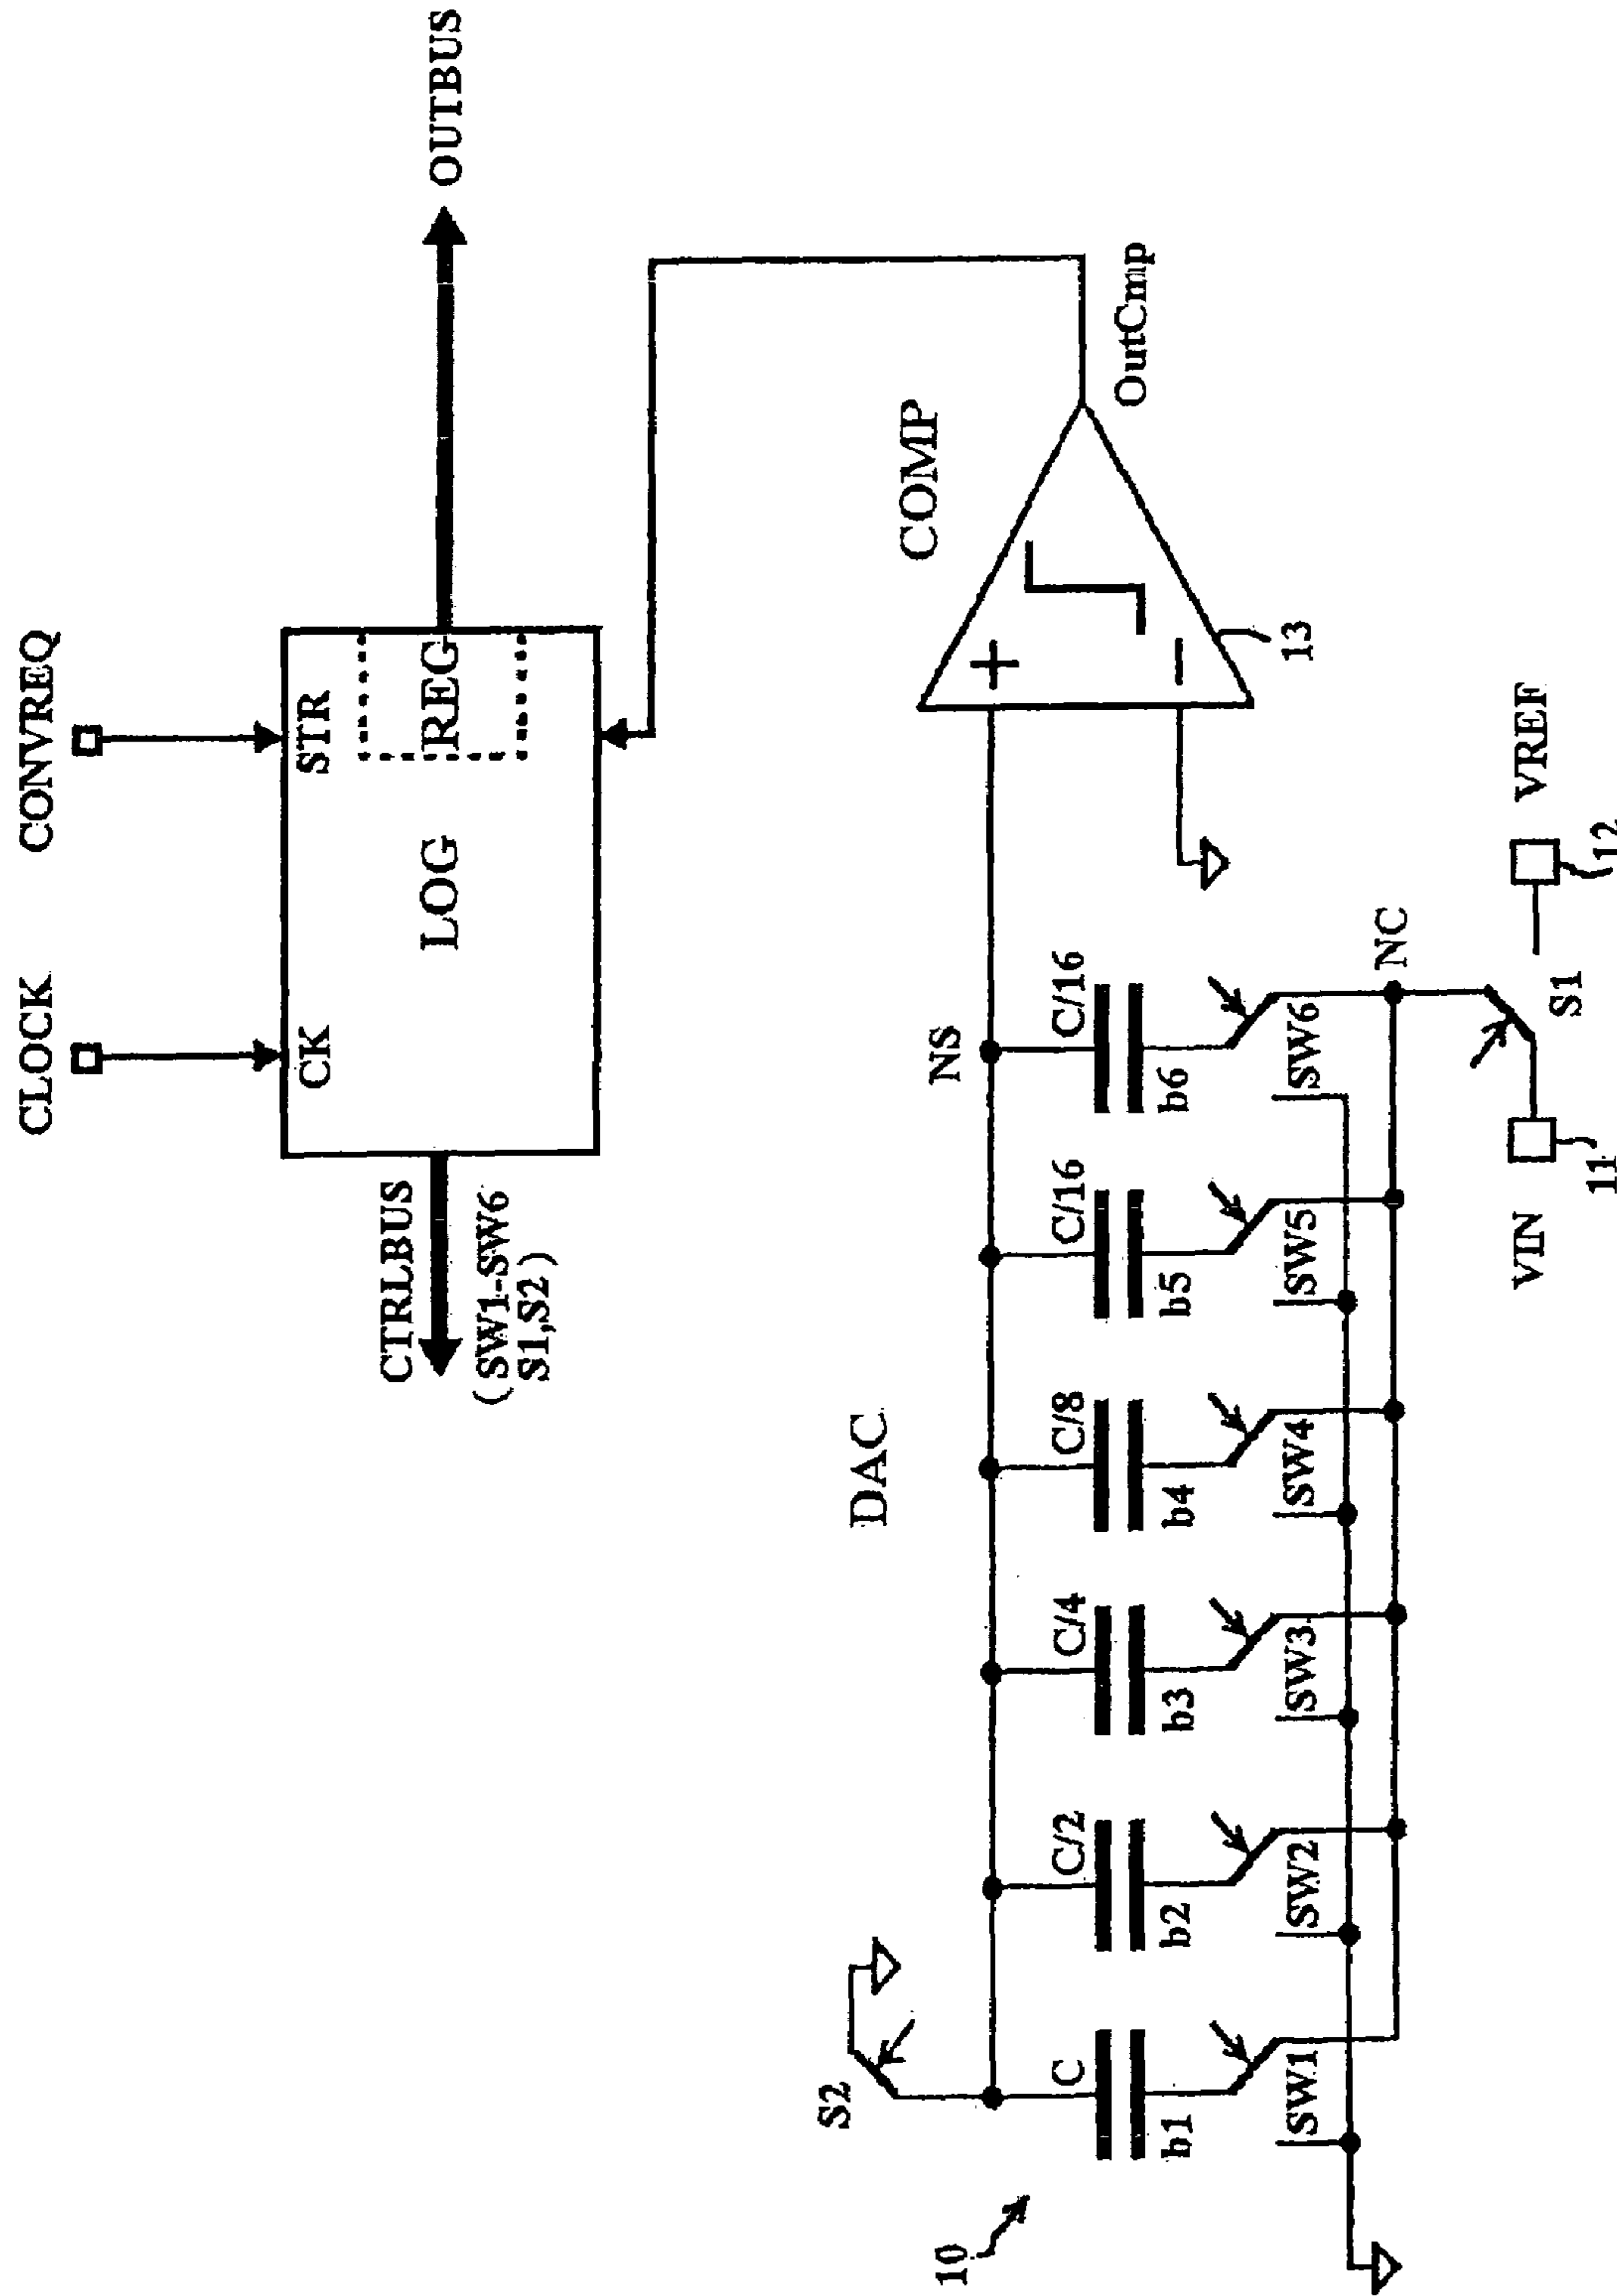 CLOCK
CONVREQ
CK
STR
LOG
REG
OUTBUS
CTRLBUS
(SW1-SW6
S1,S2)
DAC
COMP
S2
NS
+
−
OutCmp
13
10
C
C/2
C/4
C/8
C/16
C/16
b1
b2
b3
b4
b5
b6
SW1
SW2
SW3
SW4
SW5
SW6
NC
VIN
11
S1
12
VREF